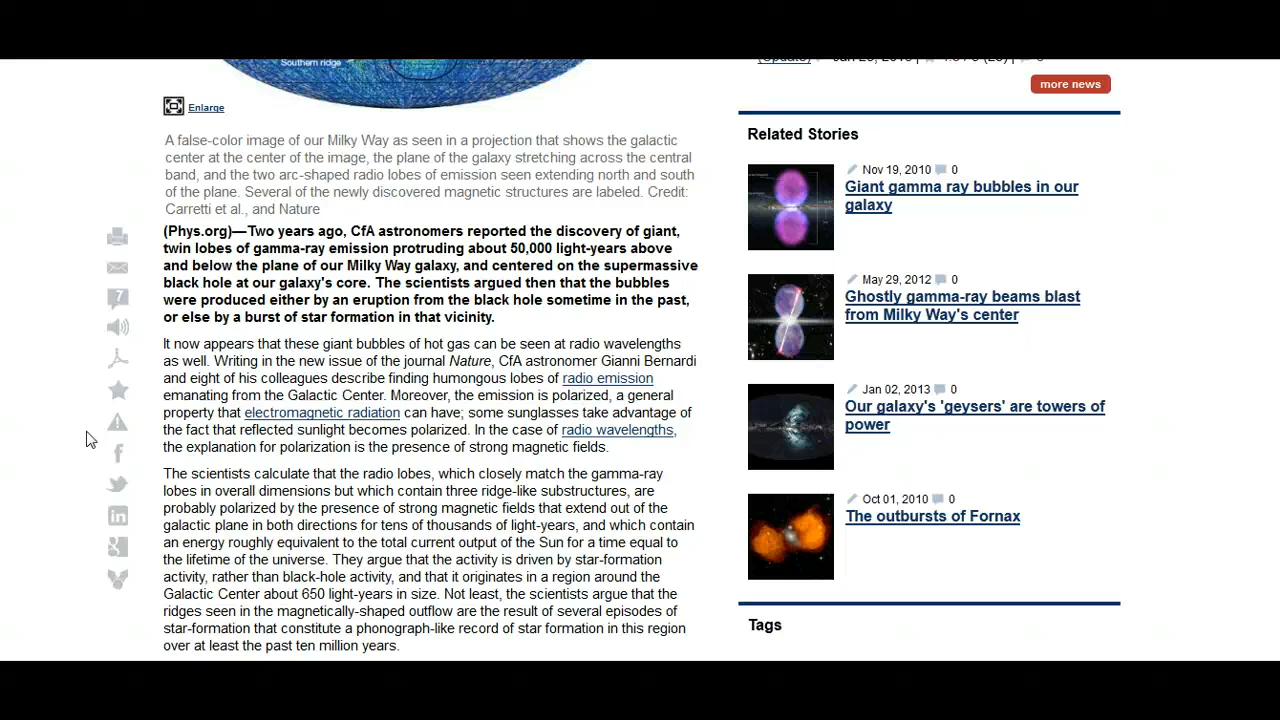 Southern ridge
Enlarge
A false-color image of our Milky Way as seen in a projection that shows the galactic
center at the center of the image, the plane of the galaxy stretching across the central
band, and the two arc-shaped radio lobes of emission seen extending north and south
of the plane. Several of the newly discovered magnetic structures are labeled. Credit:
Carretti et al., and Nature
(Phys.org)—Two years ago, CfA astronomers reported the discovery of giant,
twin lobes of gamma-ray emission protruding about 50,000 light-years above
and below the plane of our Milky Way galaxy, and centered on the supermassive
black hole at our galaxy's core. The scientists argued then that the bubbles
were produced either by an eruption from the black hole sometime in the past,
or else by a burst of star formation in that vicinity.
It now appears that these giant bubbles of hot gas can be seen at radio wavelengths
as well. Writing in the new issue of the journal Nature, CfA astronomer Gianni Bernardi
and eight of his colleagues describe finding humongous lobes of radio emission
emanating from the Galactic Center. Moreover, the emission is polarized, a general
property that electromagnetic radiation can have; some sunglasses take advantage of
the fact that reflected sunlight becomes polarized. In the case of radio wavelengths,
the explanation for polarization is the presence of strong magnetic fields.
The scientists calculate that the radio lobes, which closely match the gamma-ray
lobes in overall dimensions but which contain three ridge-like substructures, are
probably polarized by the presence of strong magnetic fields that extend out of the
galactic plane in both directions for tens of thousands of light-years, and which contain
an energy roughly equivalent to the total current output of the Sun for a time equal to
the lifetime of the universe. They argue that the activity is driven by star-formation
activity, rather than black-hole activity, and that it originates in a region around the
Galactic Center about 650 light-years in size. Not least, the scientists argue that the
ridges seen in the magnetically-shaped outflow are the result of several episodes of
star-formation that constitute a phonograph-like record of star formation in this region
over at least the past ten million years.
7
(Update)
more news
Related Stories
Nov 19, 2010 0
Giant gamma ray bubbles in our
galaxy
May 29, 2012 0
Ghostly gamma-ray beams blast
from Milky Way's center
Jan 02, 2013 0
Our galaxy's 'geysers' are towers of
power
Oct 01, 2010 0
The outbursts of Fornax
Tags